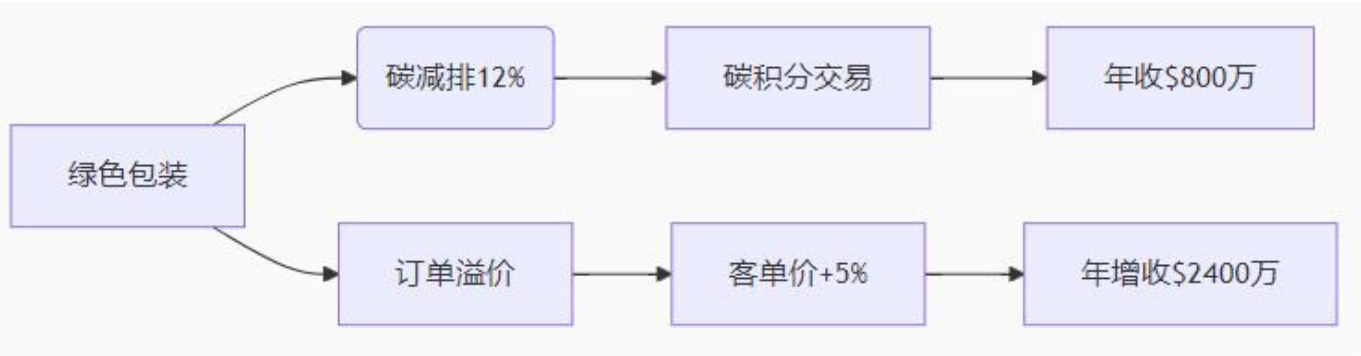 绿色包装
碳减排12%
碳积分交易
年收$800万
订单溢价
客单价+5%
年增收$2400万